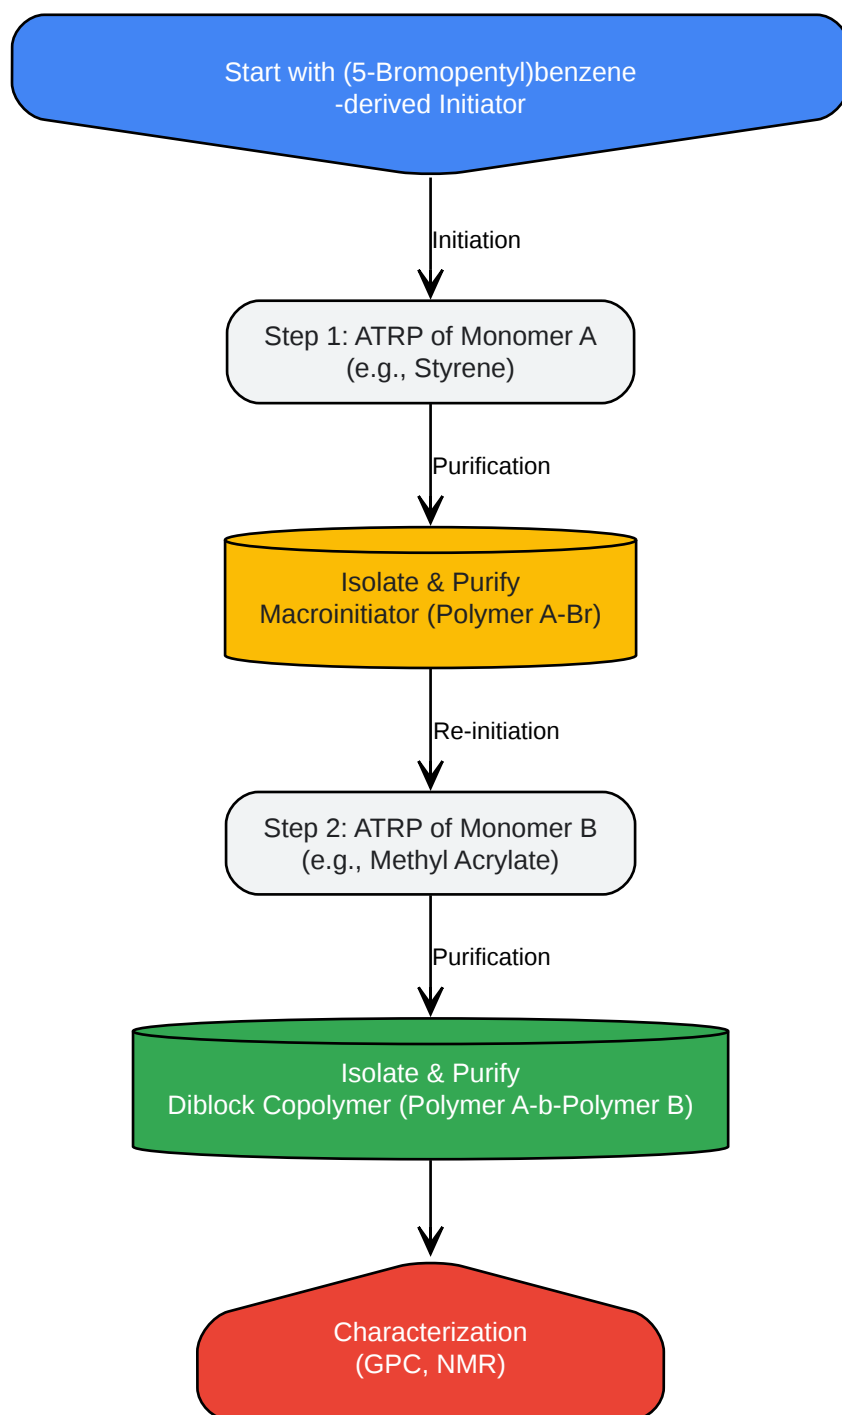 Start with (5-Bromopentyl)benzene
-derived Initiator
Initiation
Step 1: ATRP of Monomer A
(e.g., Styrene)
Purification
Isolate & Purify
Macroinitiator (Polymer A-Br)
Re-initiation
Step 2: ATRP of Monomer B
(e.g., Methyl Acrylate)
Purification
Isolate & Purify
Diblock Copolymer (Polymer A-b-Polymer B)
Characterization
(GPC, NMR)